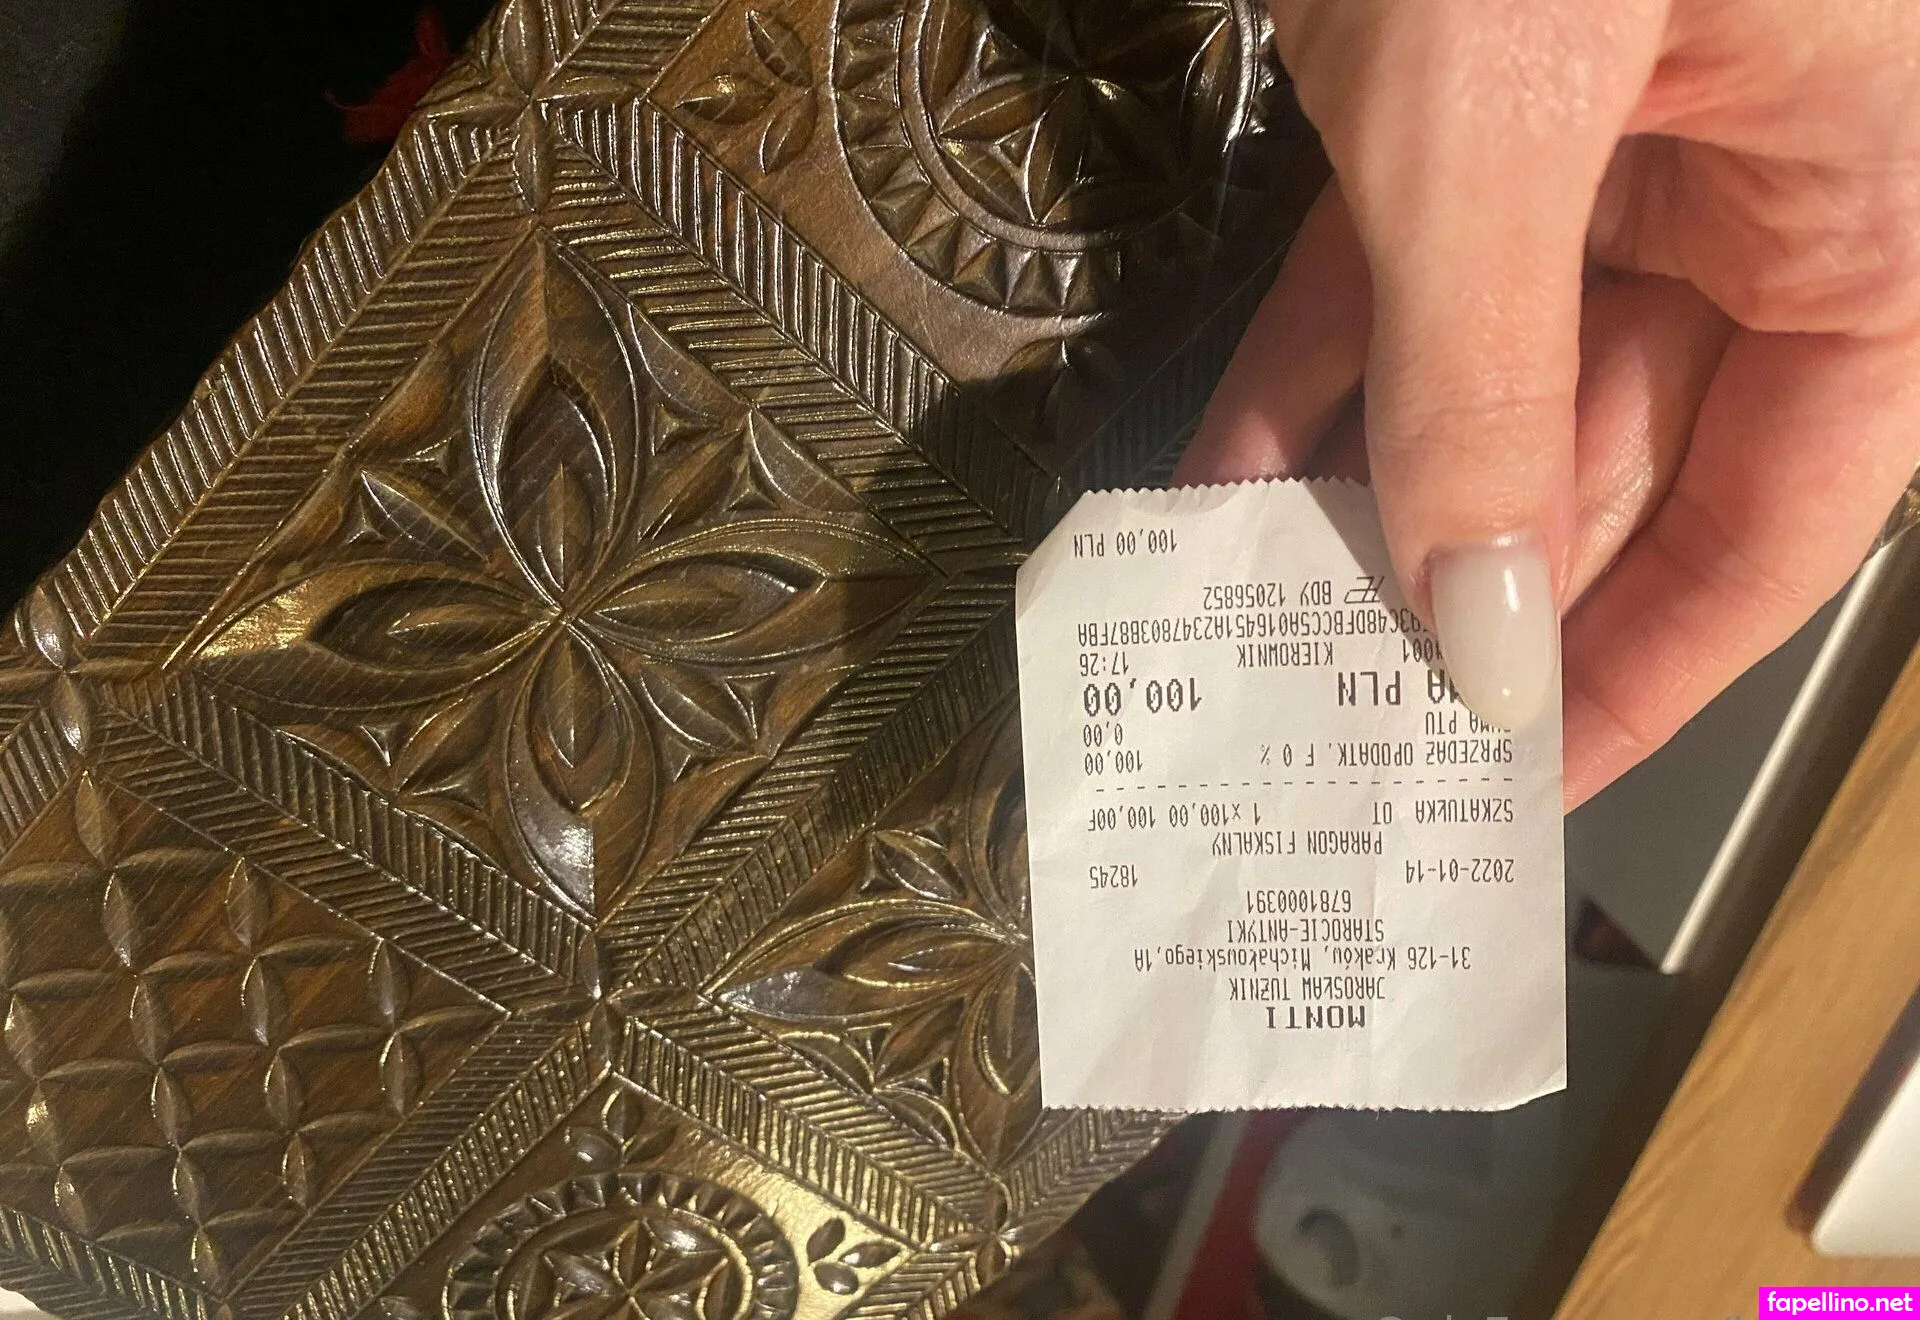 MONTI
JAROSŁAW TUŹNIK
31-126 Kraków, Michałowskiego,1A
STAROCIE-ANTYKI
6781000391
2022-01-14 18245
PARAGON FISKALNY
SZKATUŁKA OT 1 x100,00 100,00F
SPRZEDAŻ OPODATK. F 0 % 100,00
PTU 0,00
PLN 100,00
KIEROWNIK 17:26
BDY 12056852
100,00 PLN
fapellino.net